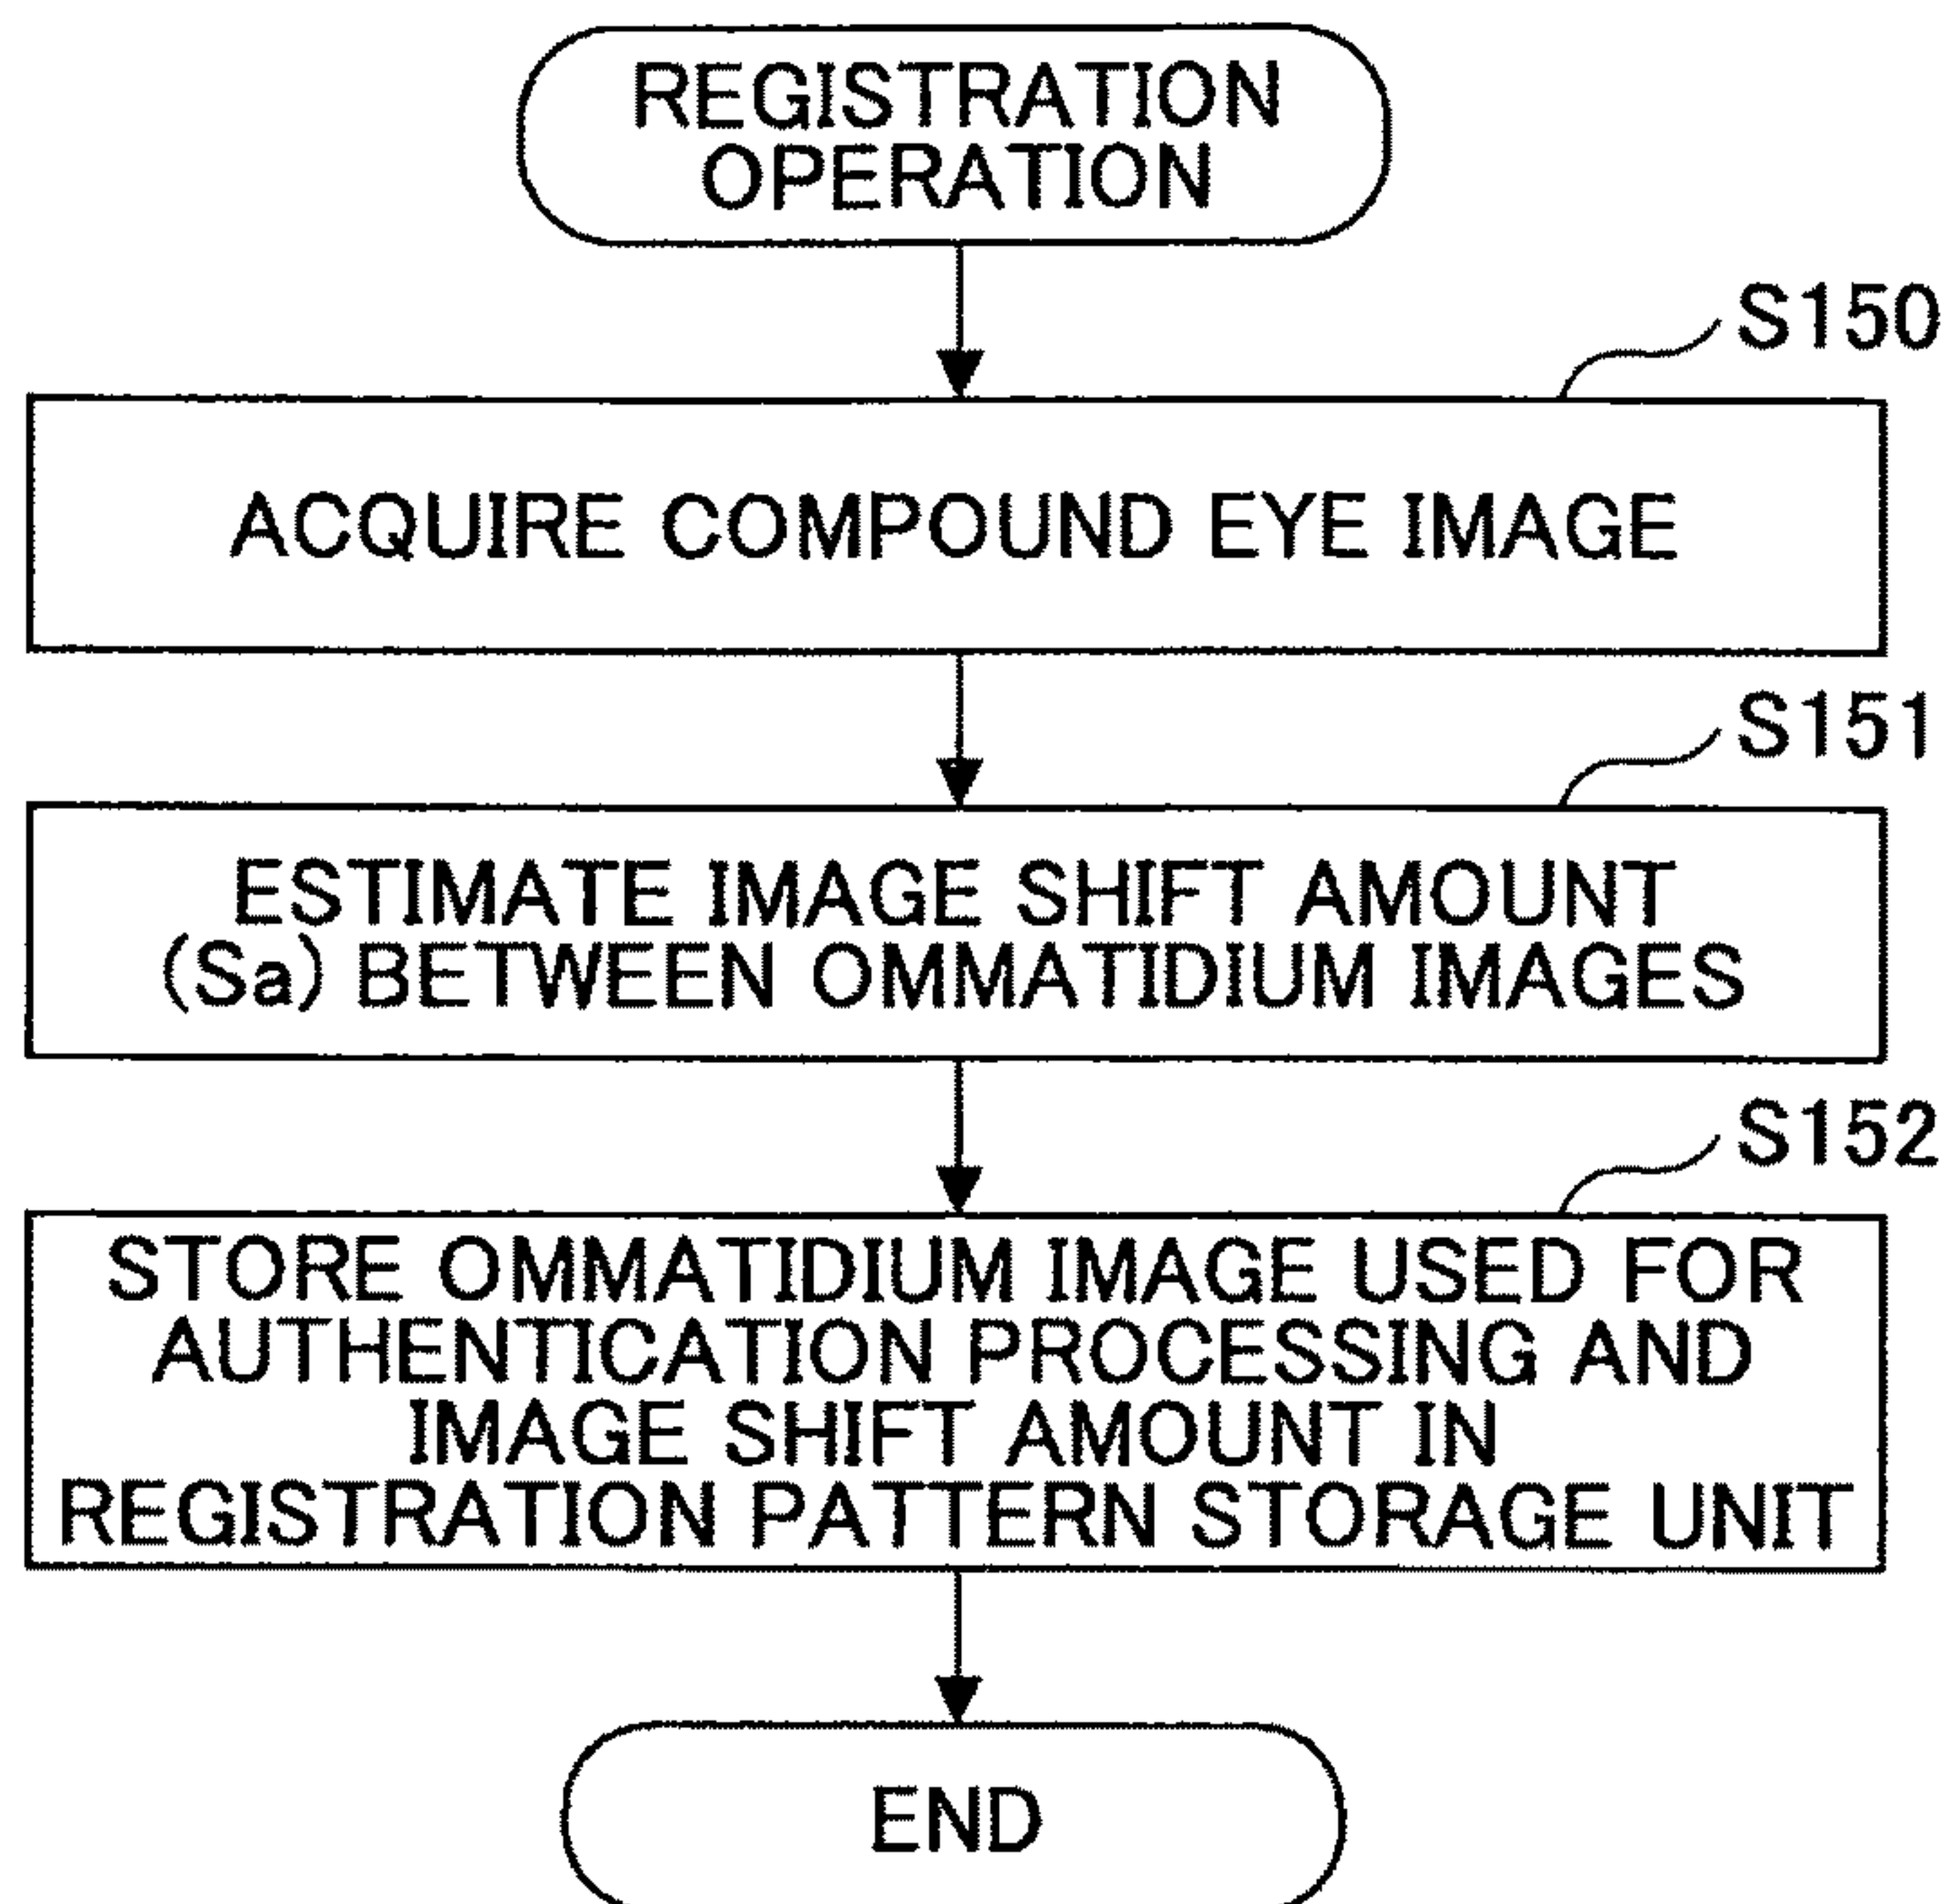 REGISTRATION
OPERATION
S150
ACQUIRE COMPOUND EYE IMAGE
S151
ESTIMATE IMAGE SHIFT AMOUNT
(Sa) BETWEEN OMMATIDIUM IMAGES
S152
STORE OMMATIDIUM IMAGE USED FOR
AUTHENTICATION PROCESSING AND
IMAGE SHIFT AMOUNT IN
REGISTRATION PATTERN STORAGE UNIT
END